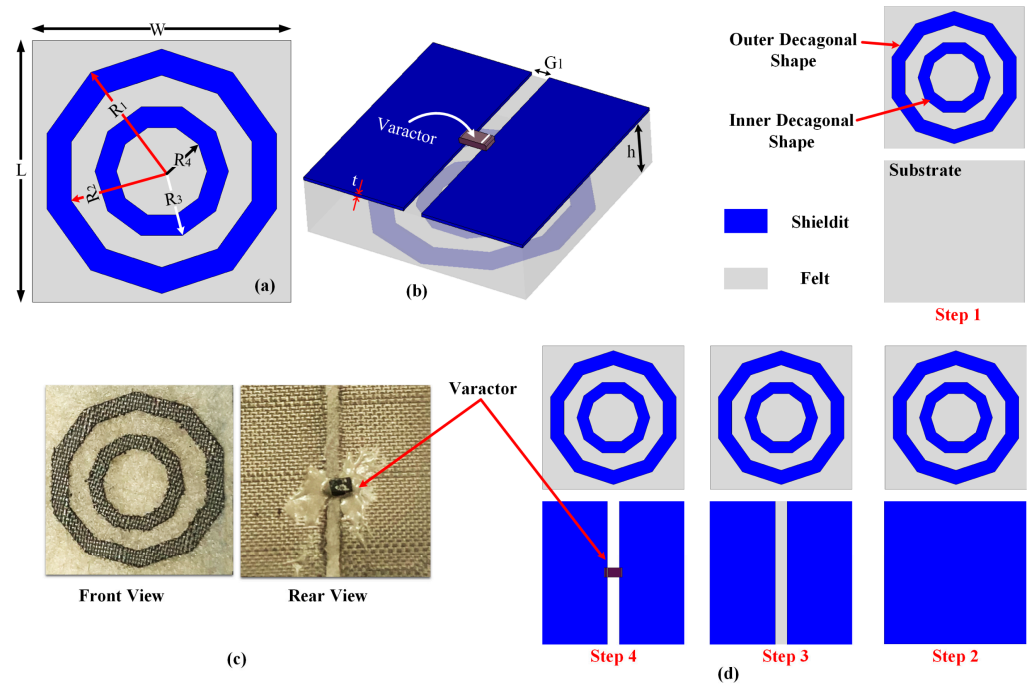 W
L
R1
R2
R3
R4
(a)
G1
Varactor
h
t
(b)
Outer Decagonal
Shape
Inner Decagonal
Shape
Substrate
Shieldit
Felt
Step 1
Varactor
Front View
Rear View
(c)
Step 4
Step 3
Step 2
(d)